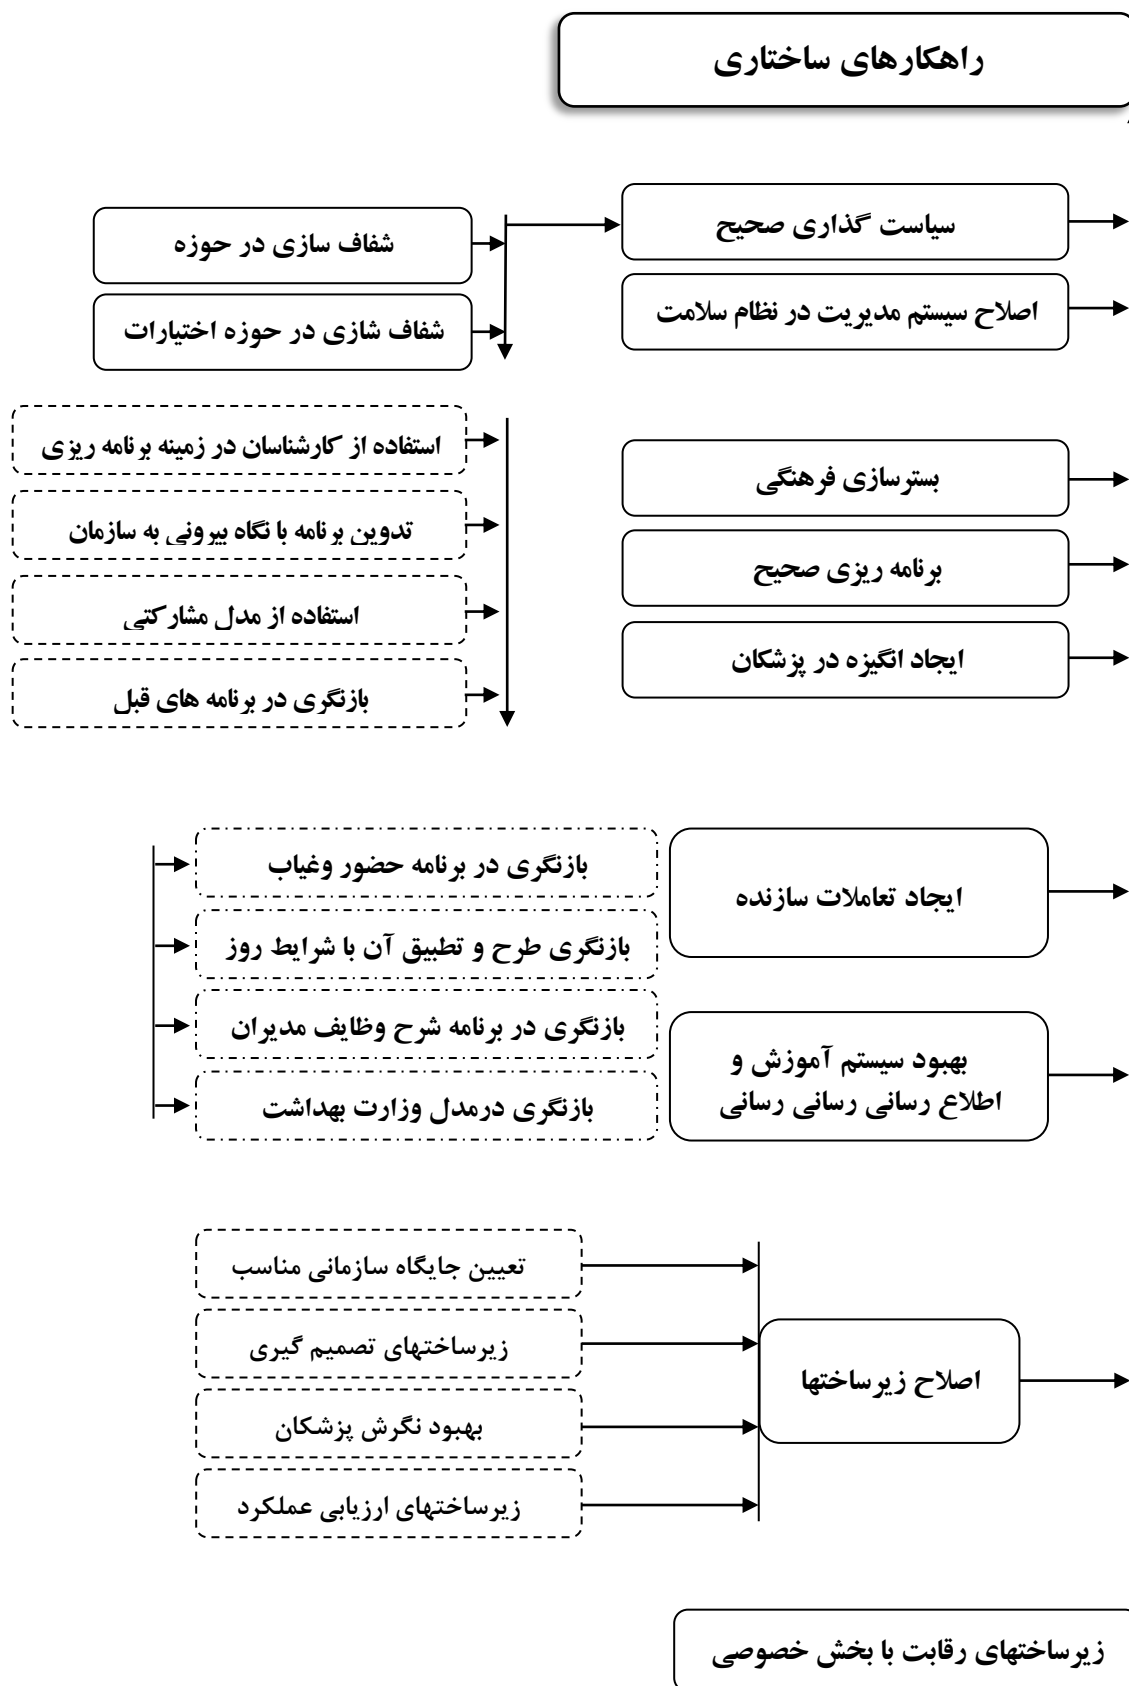 راهکارهای ساختاری
سیاست گذاری صحیح
شفاف سازی در حوزه
اصلاح سیستم مدیریت در نظام سلامت
شفاف شازی در حوزه اختیارات
استفاده از کارشناسان در زمینه برنامه ریزی
بسترسازی فرهنگی
تدوین برنامه با نگاه بیرونی به سازمان
برنامه ریزی صحیح
استفاده از مدل مشارکتی
ایجاد انگیزه در پزشکان
بازنگری در برنامه های قبل
ایجاد تعاملات سازنده
بازنگری در برنامه حضور وغیاب
بازنگری طرح و تطبیق آن با شرایط روز
بازنگری در برنامه شرح وظایف مدیران
بهبود سیستم آموزش و
اطلاع رسانی رسانی رسانی
بازنگری درمدل وزارت بهداشت
تعیین جایگاه سازمانی مناسب
زیرساختهای تصمیم گیری
اصلاح زیرساختها
بهبود نگرش پزشکان
زیرساختهای ارزیابی عملکرد
زیرساختهای رقابت با بخش خصوصی